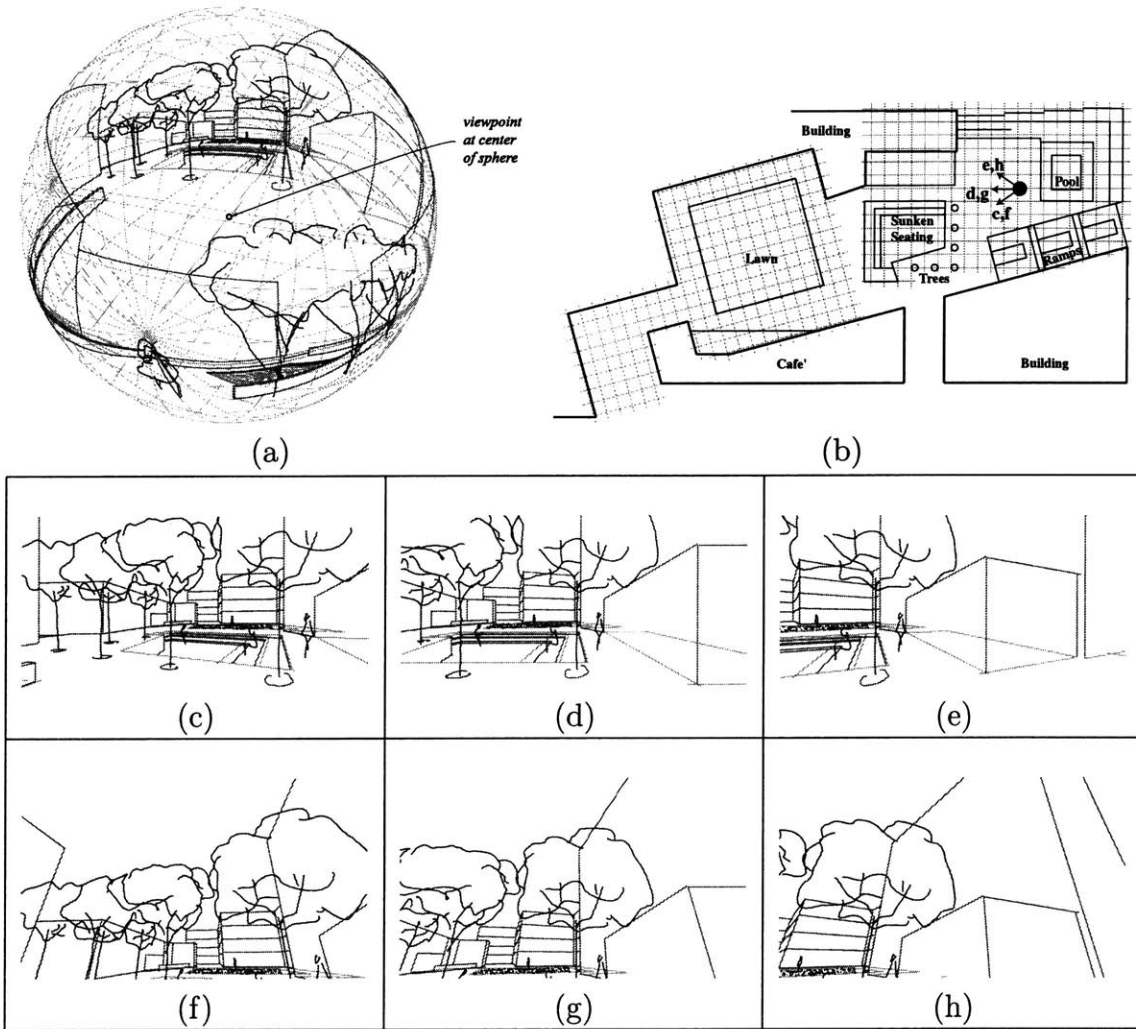 viewpoint
at center
of sphere
(a)
Building
e,h
Pool
d,g
c,f
Sunken
Seating
Ramps
Lawn
Trees
Cafe'
Building
(b)
(c)
(d)
(e)
(f)
(g)
(h)